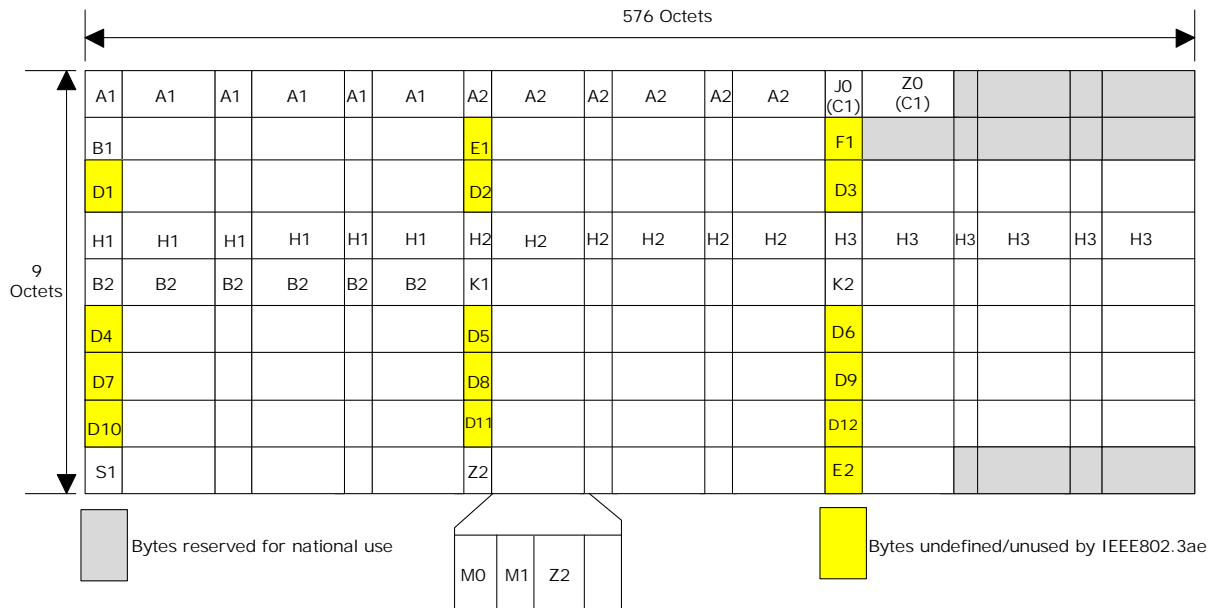 576 Octets
A1 A1 A1 A1 A1 A1 A2 A2 A2 A2 A2 A2 J0 (C1) Z0 (C1)
B1 E1 F1
D1 D2 D3
H1 H1 H1 H1 H1 H1 H2 H2 H2 H2 H2 H2 H3 H3 H3 H3 H3 H3
9 Octets
B2 B2 B2 B2 B2 B2 K1 K2
D4 D5 D6
D7 D8 D9
D10 D11 D12
S1 Z2 E2
Bytes reserved for national use
Bytes undefined/unused by IEEE802.3ae
M0 M1 Z2